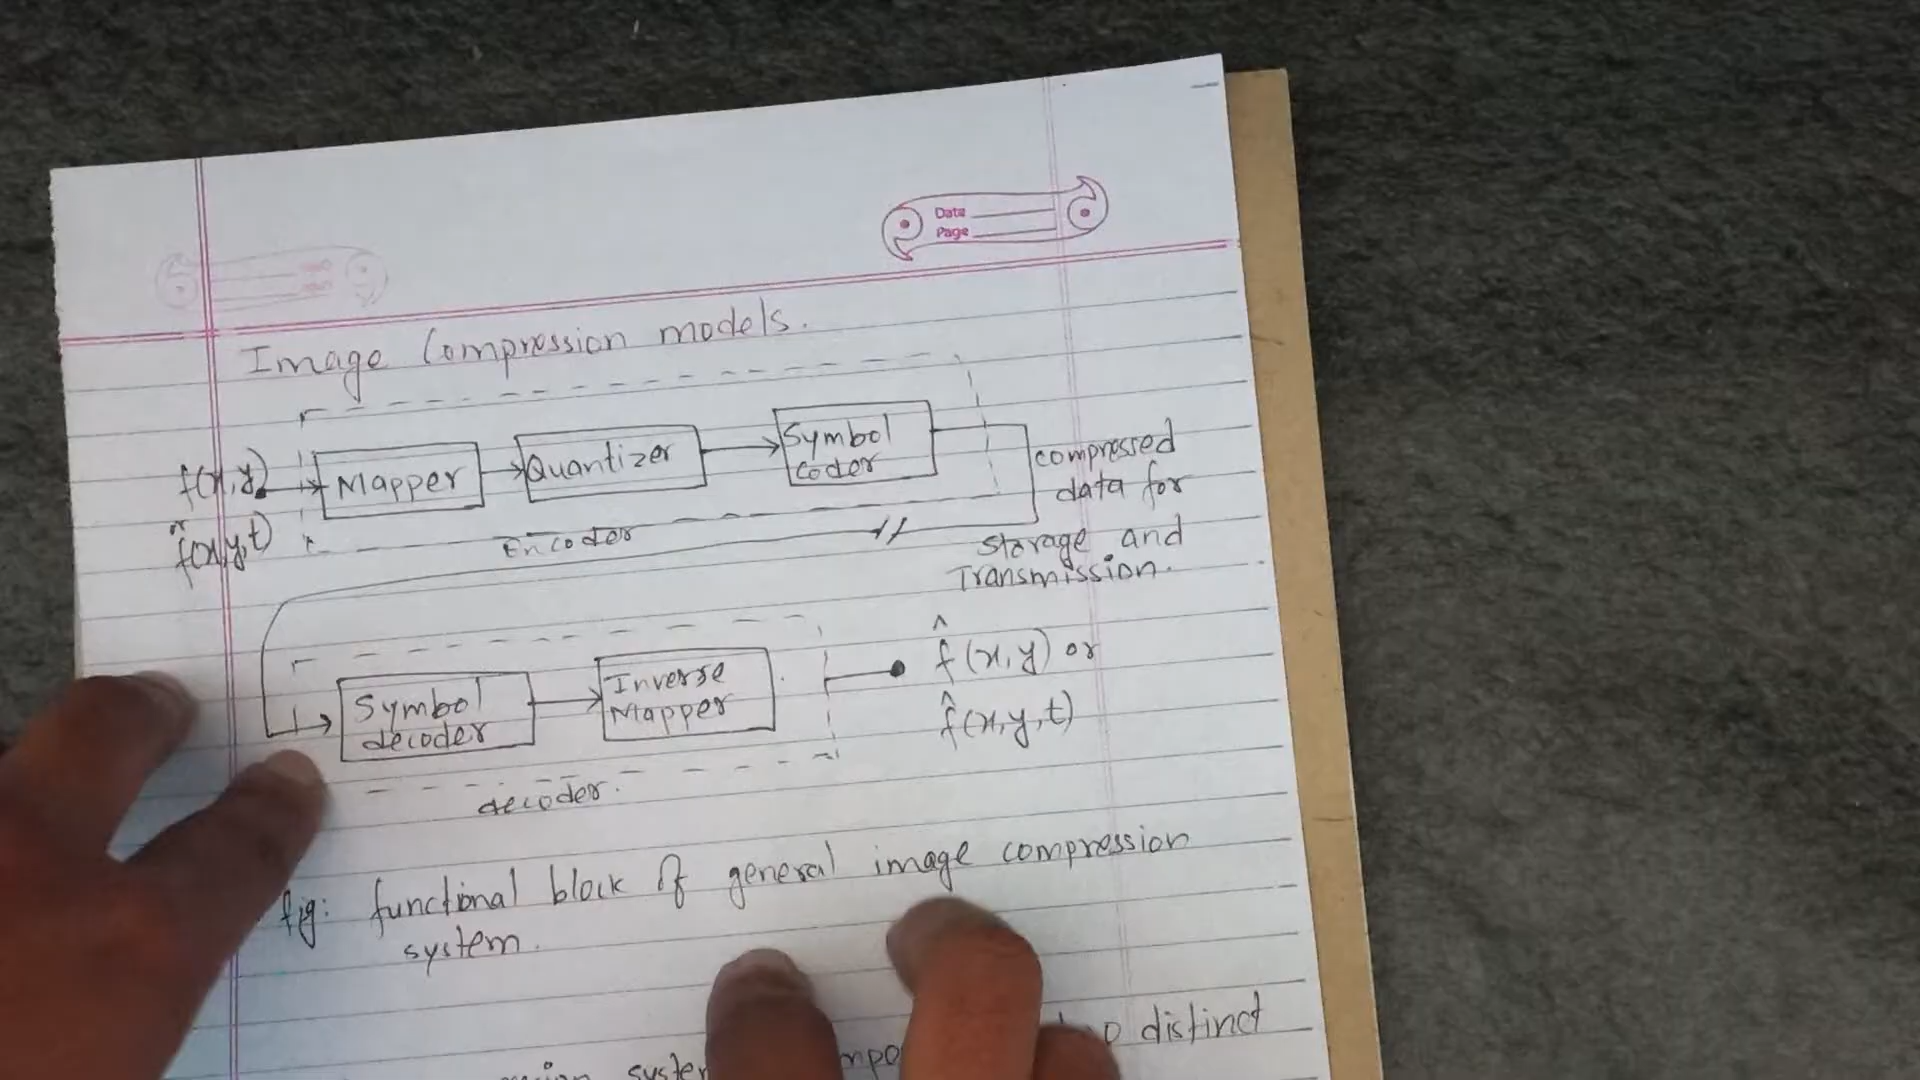 Date
Page
Image Compression models.
f(x,y)
f(x,y,t)
Mapper
Quantizer
Symbol
coder
Encoder
compressed
data for
storage and
Transmission.
Symbol
decoder
Inverse
Mapper
decoder.
f̂(x,y) or
f̂(x,y,t)
fig: functional block of general image compression
system.
distinct